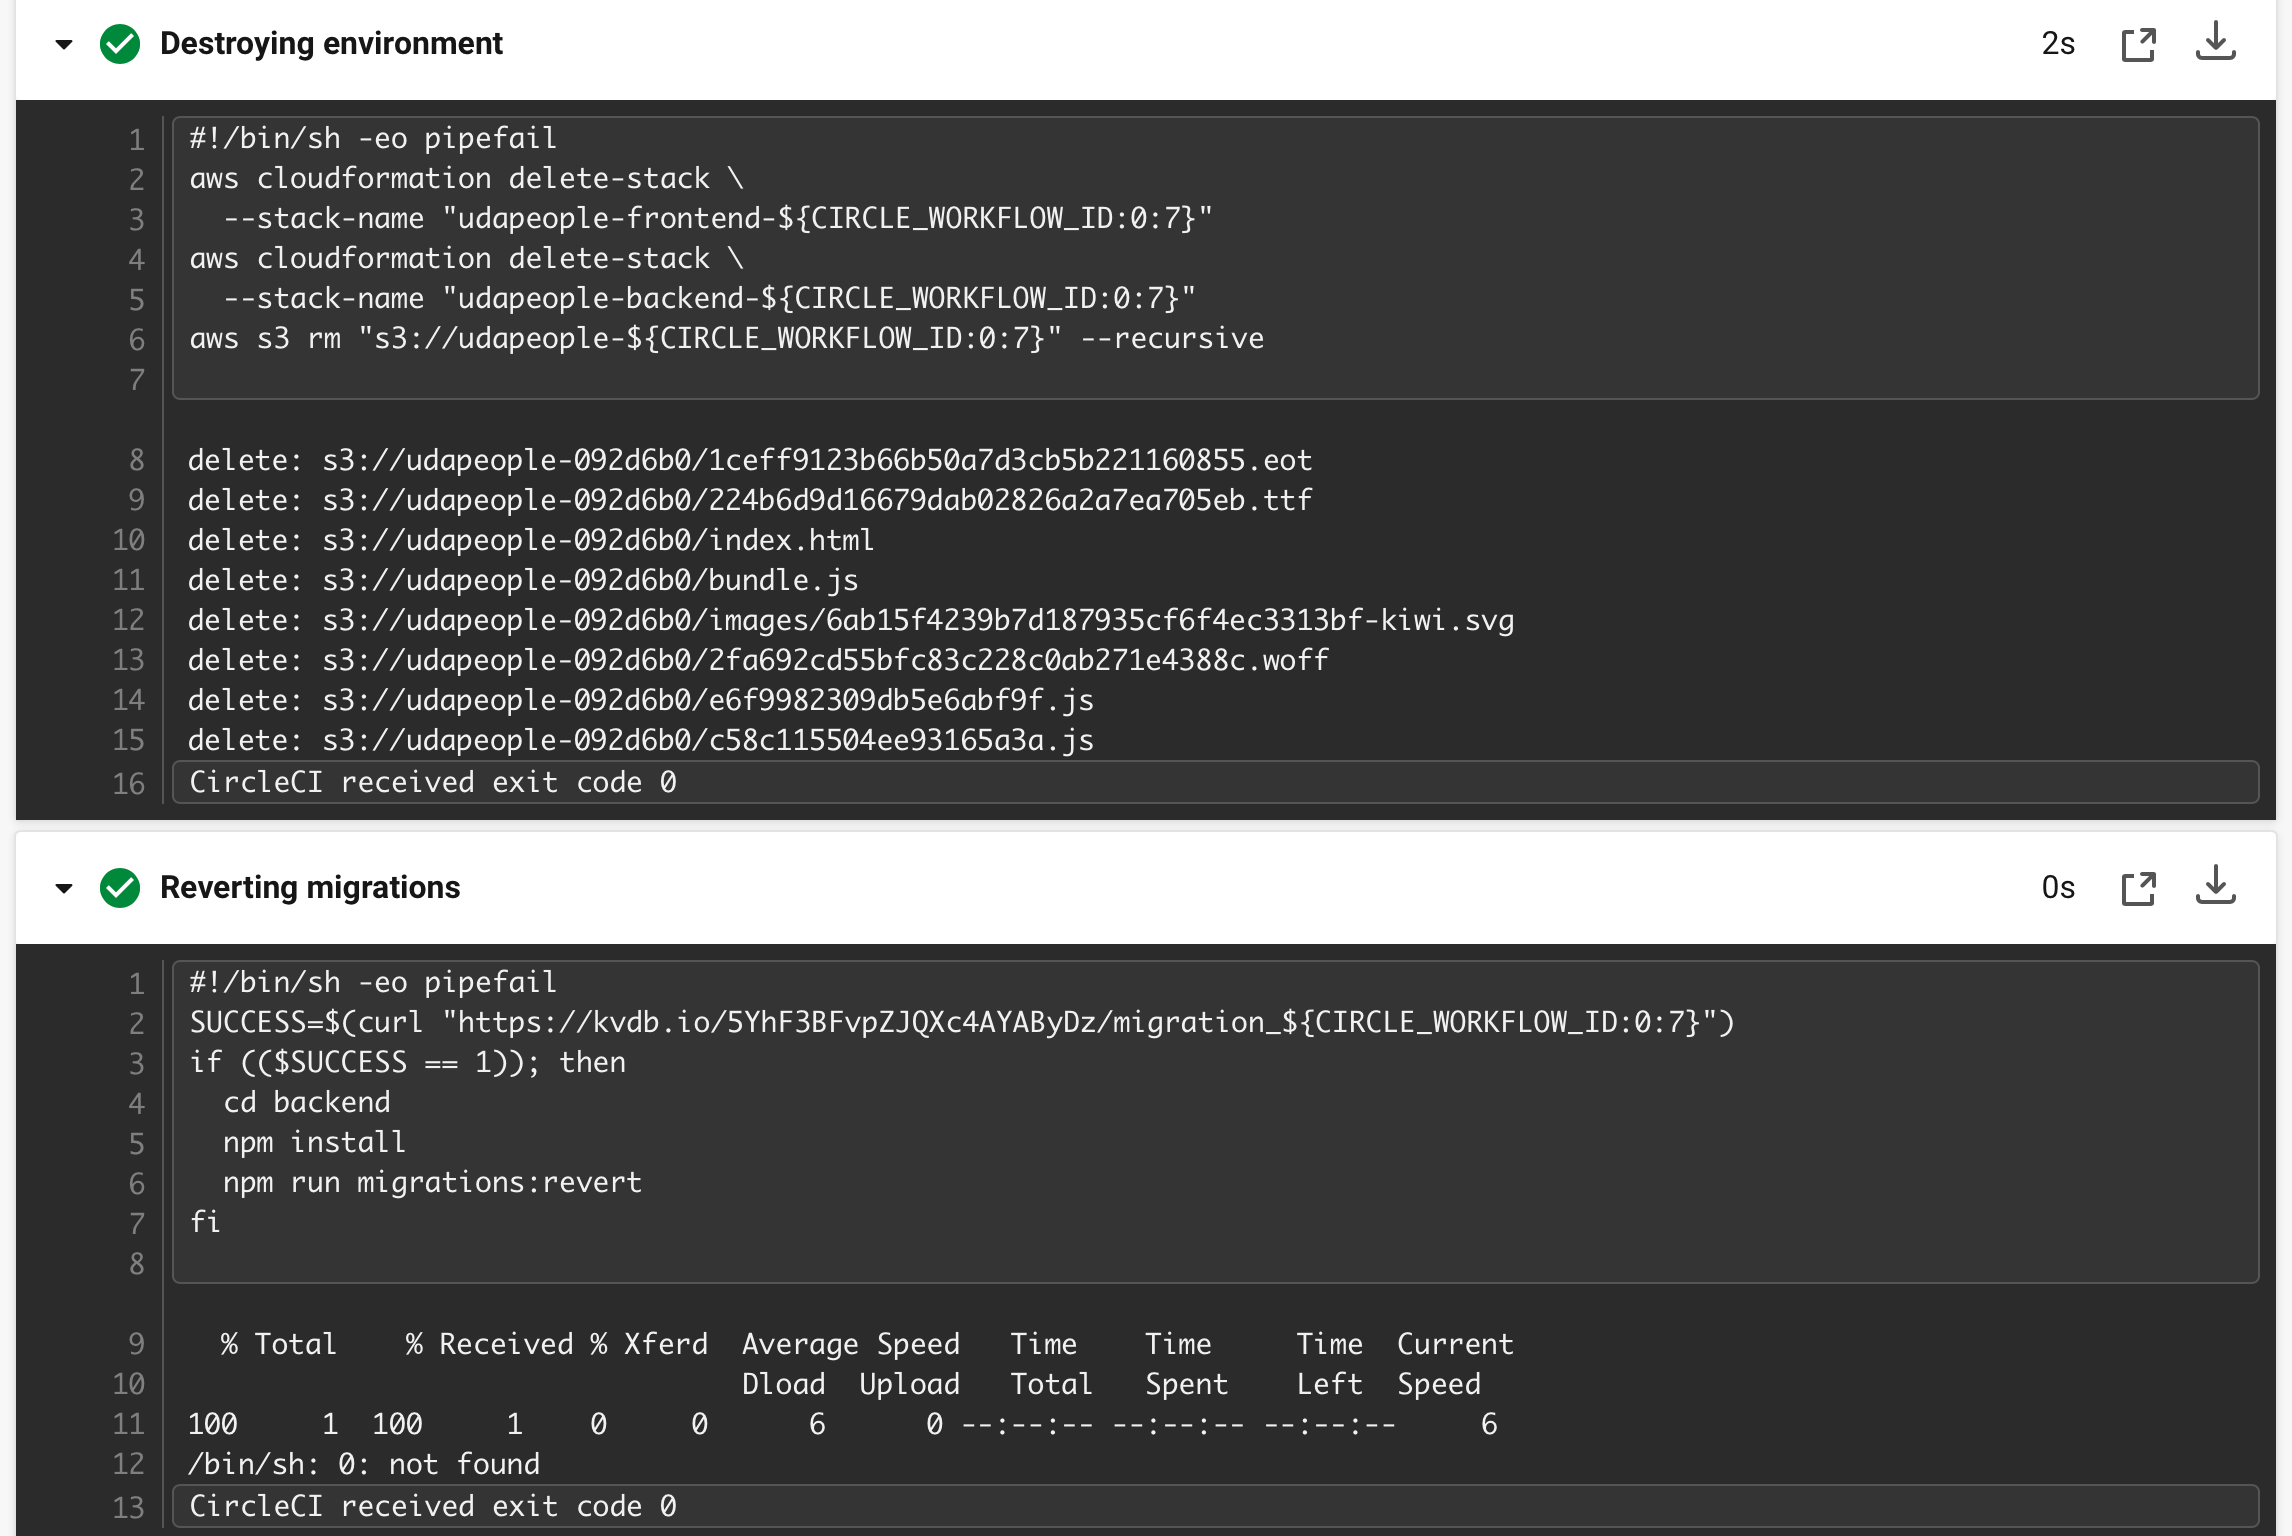 Destroying environment 2s
1 #!/bin/sh -eo pipefail
2 aws cloudformation delete-stack \
3   --stack-name "udapeople-frontend-${CIRCLE_WORKFLOW_ID:0:7}"
4 aws cloudformation delete-stack \
5   --stack-name "udapeople-backend-${CIRCLE_WORKFLOW_ID:0:7}"
6 aws s3 rm "s3://udapeople-${CIRCLE_WORKFLOW_ID:0:7}" --recursive
7
8 delete: s3://udapeople-092d6b0/1ceff9123b66b50a7d3cb5b221160855.eot
9 delete: s3://udapeople-092d6b0/224b6d9d16679dab02826a2a7ea705eb.ttf
10 delete: s3://udapeople-092d6b0/index.html
11 delete: s3://udapeople-092d6b0/bundle.js
12 delete: s3://udapeople-092d6b0/images/6ab15f4239b7d187935cf6f4ec3313bf-kiwi.svg
13 delete: s3://udapeople-092d6b0/2fa692cd55bfc83c228c0ab271e4388c.woff
14 delete: s3://udapeople-092d6b0/e6f9982309db5e6abf9f.js
15 delete: s3://udapeople-092d6b0/c58c115504ee93165a3a.js
16 CircleCI received exit code 0
Reverting migrations 0s
1 #!/bin/sh -eo pipefail
2 SUCCESS=$(curl "https://kvdb.io/5YhF3BFvpZJQXc4AYAByDz/migration_${CIRCLE_WORKFLOW_ID:0:7}")
3 if (($SUCCESS == 1)); then
4   cd backend
5   npm install
6   npm run migrations:revert
7 fi
8
9   % Total    % Received % Xferd  Average Speed   Time    Time     Time  Current
10                                  Dload  Upload   Total   Spent    Left  Speed
11 100     1  100     1    0     0      6      0 --:--:-- --:--:-- --:--:--     6
12 /bin/sh: 0: not found
13 CircleCI received exit code 0